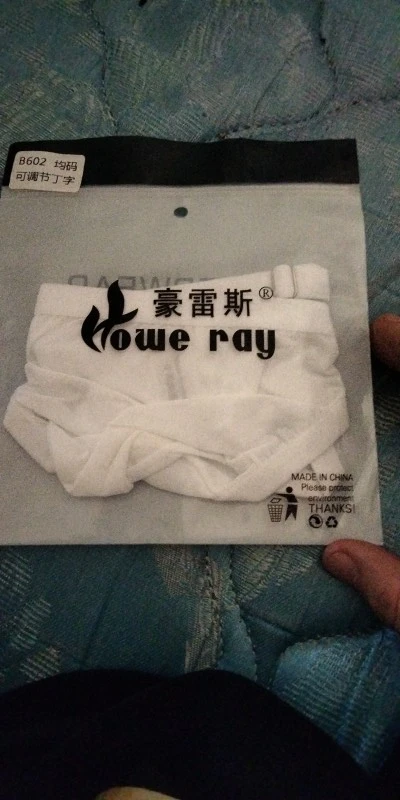 B602 均码
可调节丁字
豪雷斯®
Howe ray
MADE IN CHINA
Please protect
environment
THANKS!